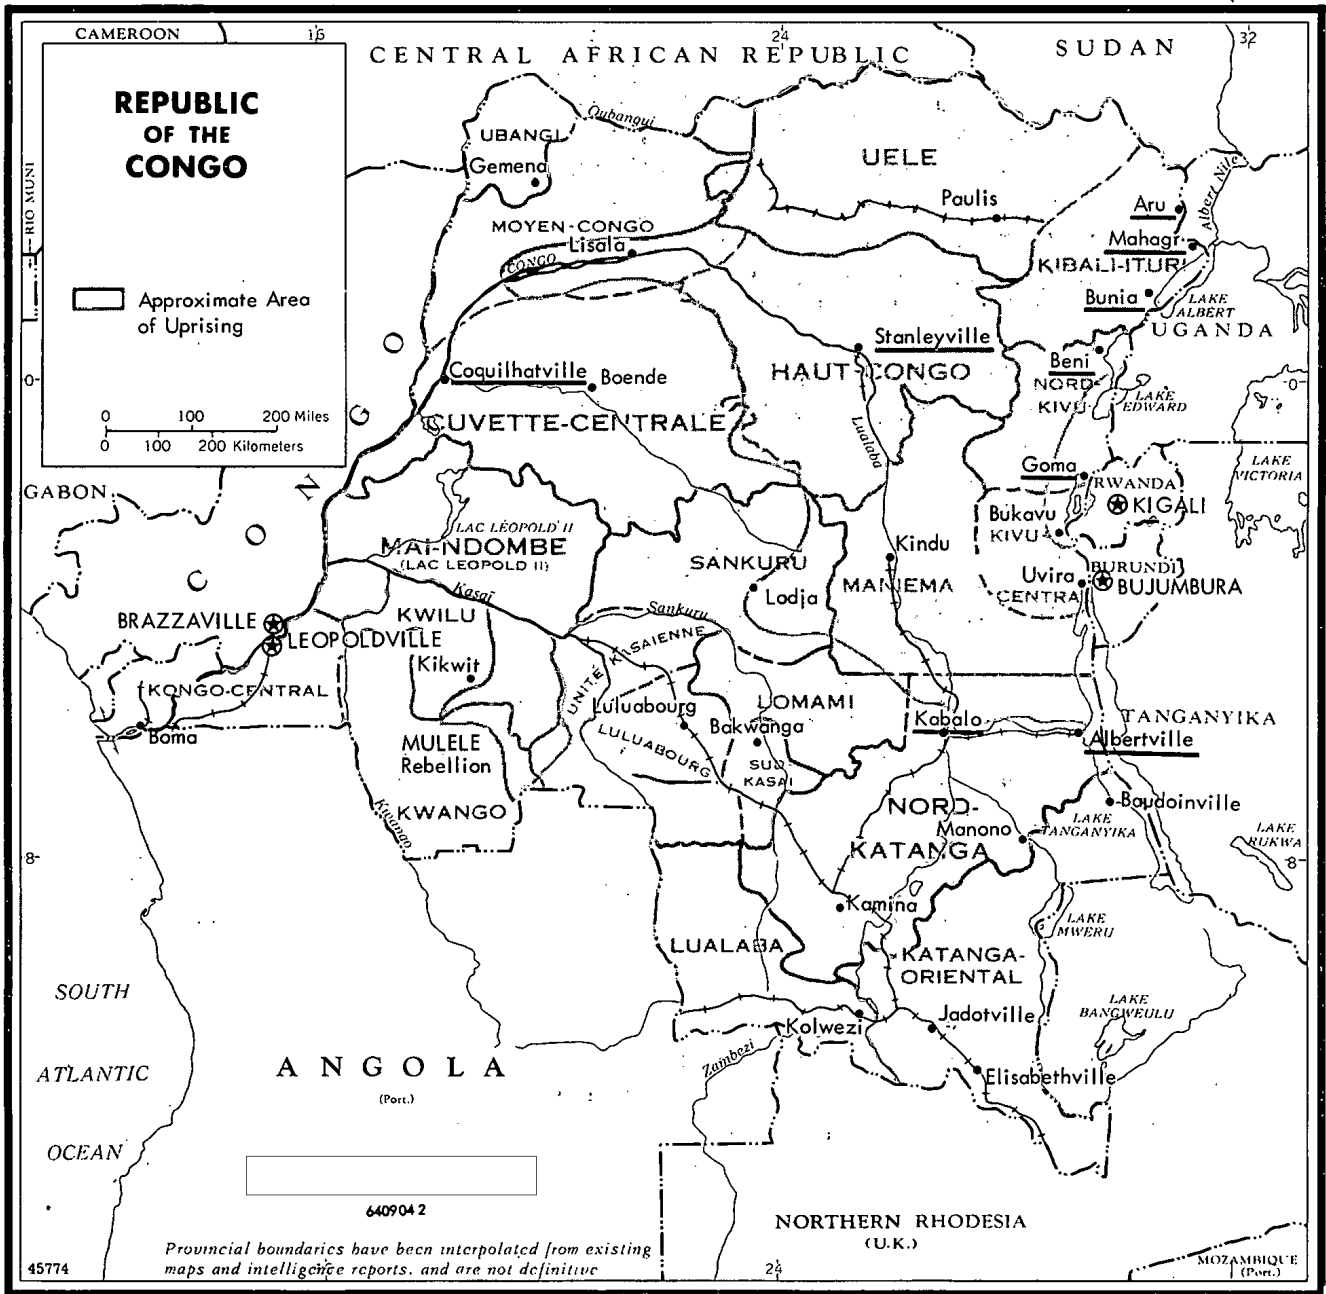 CAMEROON
16
24
32
CENTRAL AFRICAN REPUBLIC
SUDAN
REPUBLIC
OF THE
CONGO
Approximate Area
of Uprising
0 100 200 Miles
0 100 200 Kilometers
RIO MUNI
Oubangui
UBANGI
Gemena
UELE
Paulis
Aru
Albert Nile
MOYEN-CONGO
Lisala
CONGO
Mahagi
KIBALI-ITURI
Bunia
LAKE
ALBERT
UGANDA
Stanleyville
HAUT-CONGO
Beni
NORD
KIVU
LAKE
EDWARD
0
0
Coquilhatville
Boende
CUVETTE-CENTRALE
Lualaba
CONGO
GABON
Goma
RWANDA
KIGALI
LAKE
VICTORIA
Bukavu
KIVU
LAC LÉOPOLD II
MAI-NDOMBE
(LAC LEOPOLD II)
SANKURU
Lodja
Kindu
MANIEMA
Uvira
CENTRA
BURUNDI
BUJUMBURA
Kasai
Sankuru
BRAZZAVILLE
LEOPOLDVILLE
KWILU
Kikwit
UNITÉ KASAIENNE
KONGO-CENTRAL
Boma
Luluabourg
LULUABOURG
Bakwanga
LOMAMI
SUD
KASAI
Kabalo
TANGANYIKA
Albertville
MULELE
Rebellion
KWANGO
Kwango
NORD-
KATANGA
Manono
Baudoinville
LAKE
TANGANYIKA
LAKE
RUKWA
8
8
Kamina
LAKE
MWERU
LUALABA
KATANGA-
ORIENTAL
LAKE
BANGWEULU
Kolwezi
Jadotville
Elisabethville
Zambezi
SOUTH
ATLANTIC
OCEAN
ANGOLA
(Port.)
640904 2
NORTHERN RHODESIA
(U.K.)
MOZAMBIQUE
(Port.)
Provincial boundaries have been interpolated from existing
maps and intelligence reports. and are not definitive
45774
16
24